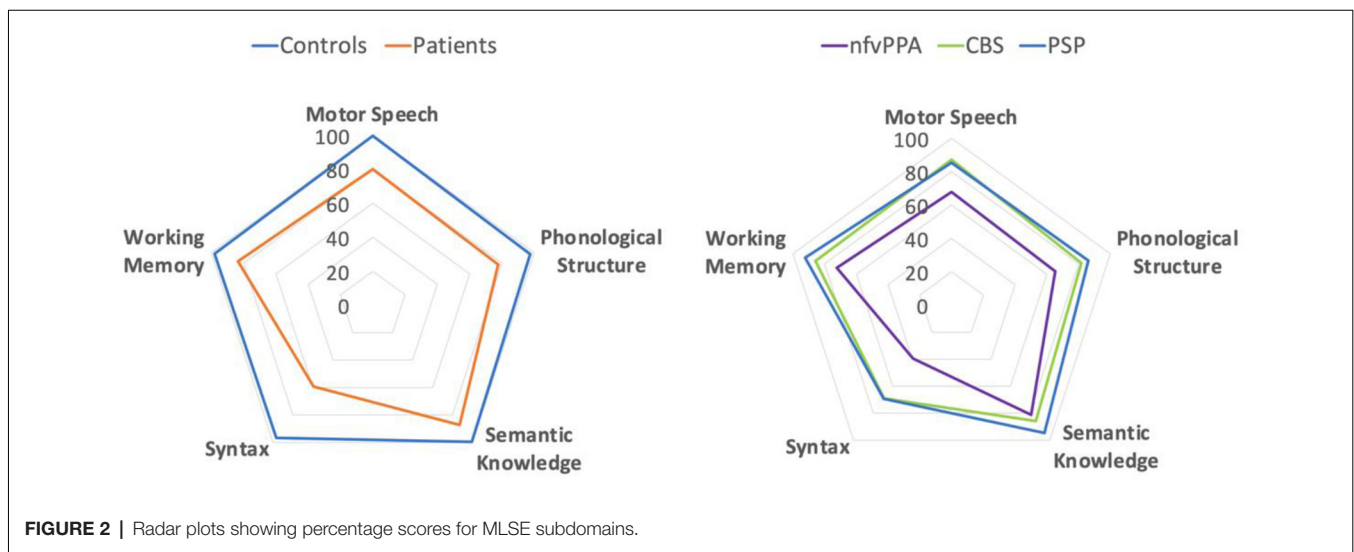 Controls Patients
Motor Speech
100
80
60
40
20
0
Working
Memory
Phonological
Structure
Syntax
Semantic
Knowledge
nfvPPA CBS PSP
Motor Speech
100
80
60
40
20
0
Working
Memory
Phonological
Structure
Syntax
Semantic
Knowledge
FIGURE 2 | Radar plots showing percentage scores for MLSE subdomains.